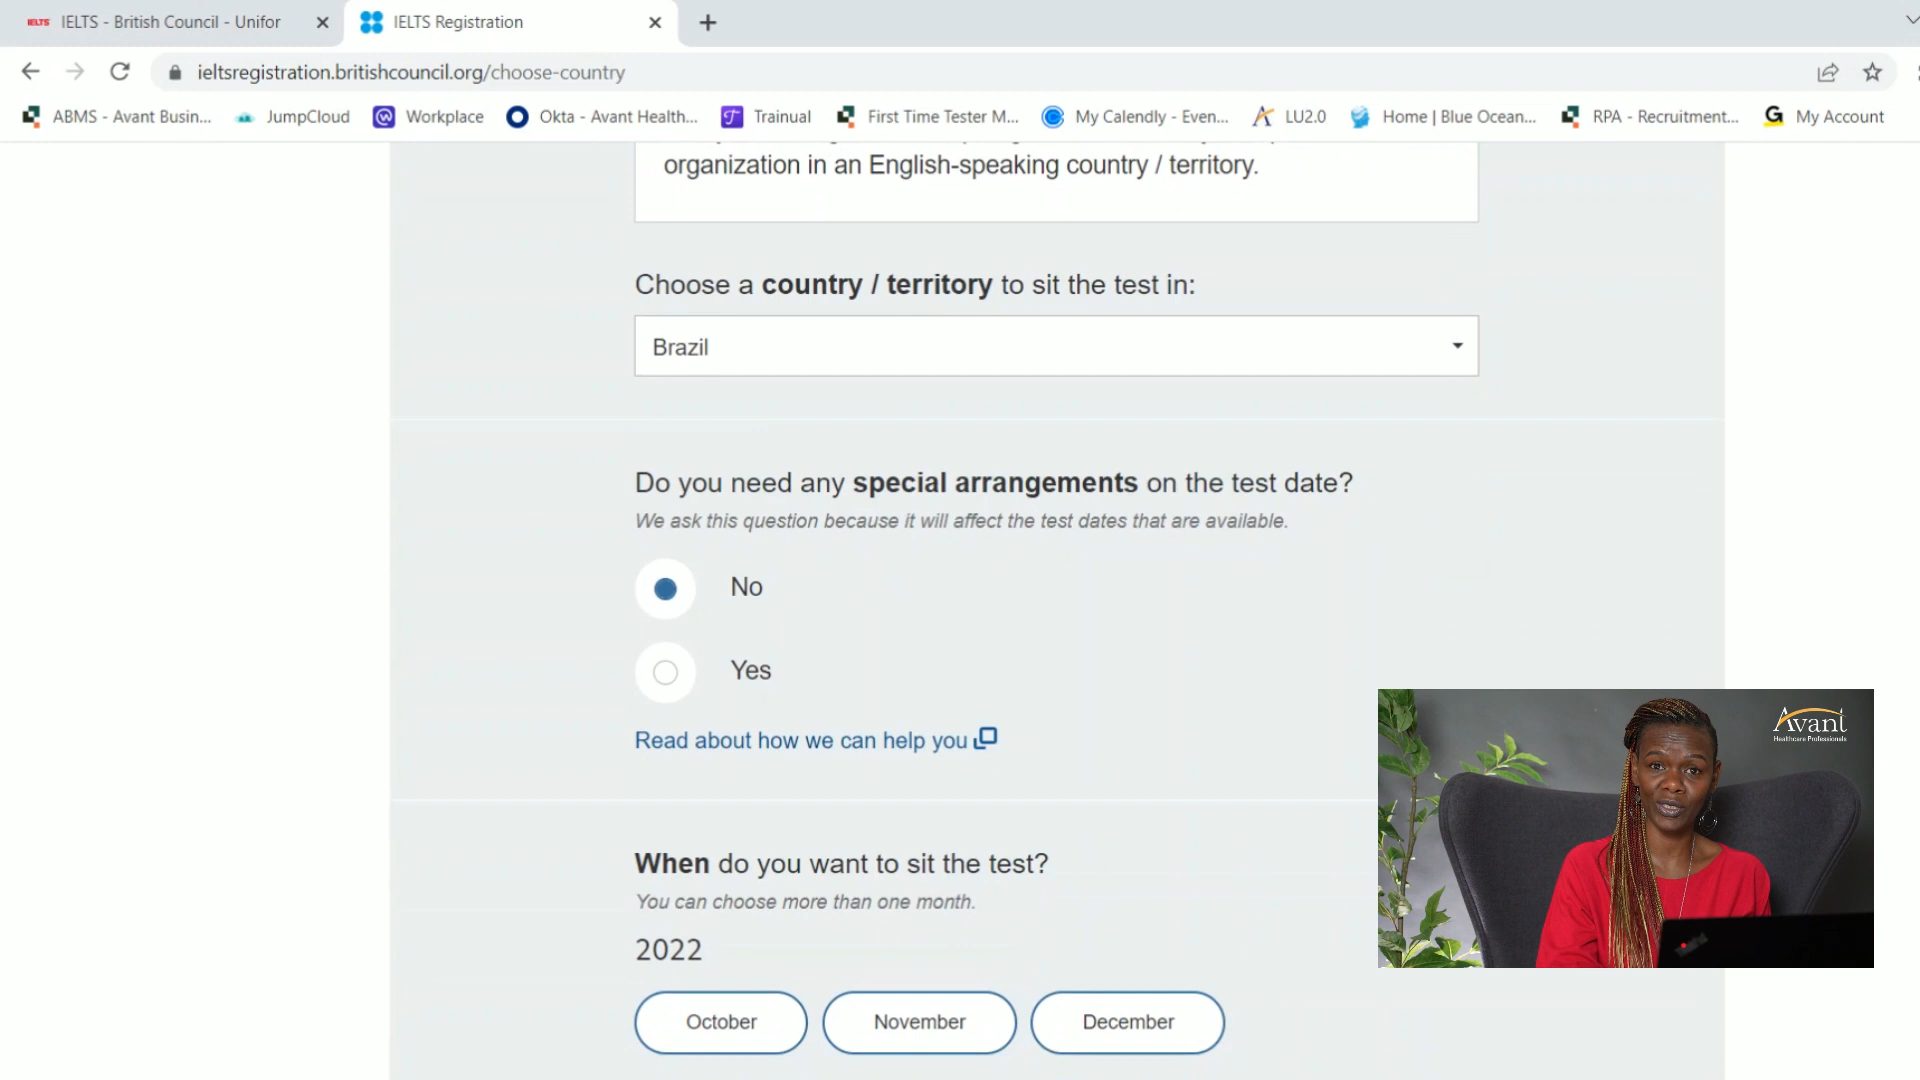 IELTS IELTS - British Council - Unifor
IELTS Registration
ieltsregistration.britishcouncil.org/choose-country
ABMS - Avant Busin... JumpCloud Workplace Okta - Avant Health... Trainual First Time Tester M... My Calendly - Even... LU2.0 Home | Blue Ocean... RPA - Recruitment... My Account
organization in an English-speaking country / territory.
Choose a country / territory to sit the test in:
Brazil
Do you need any special arrangements on the test date?
We ask this question because it will affect the test dates that are available.
No
Yes
Read about how we can help you
When do you want to sit the test?
You can choose more than one month.
2022
October November December
Avant
Healthcare Professionals